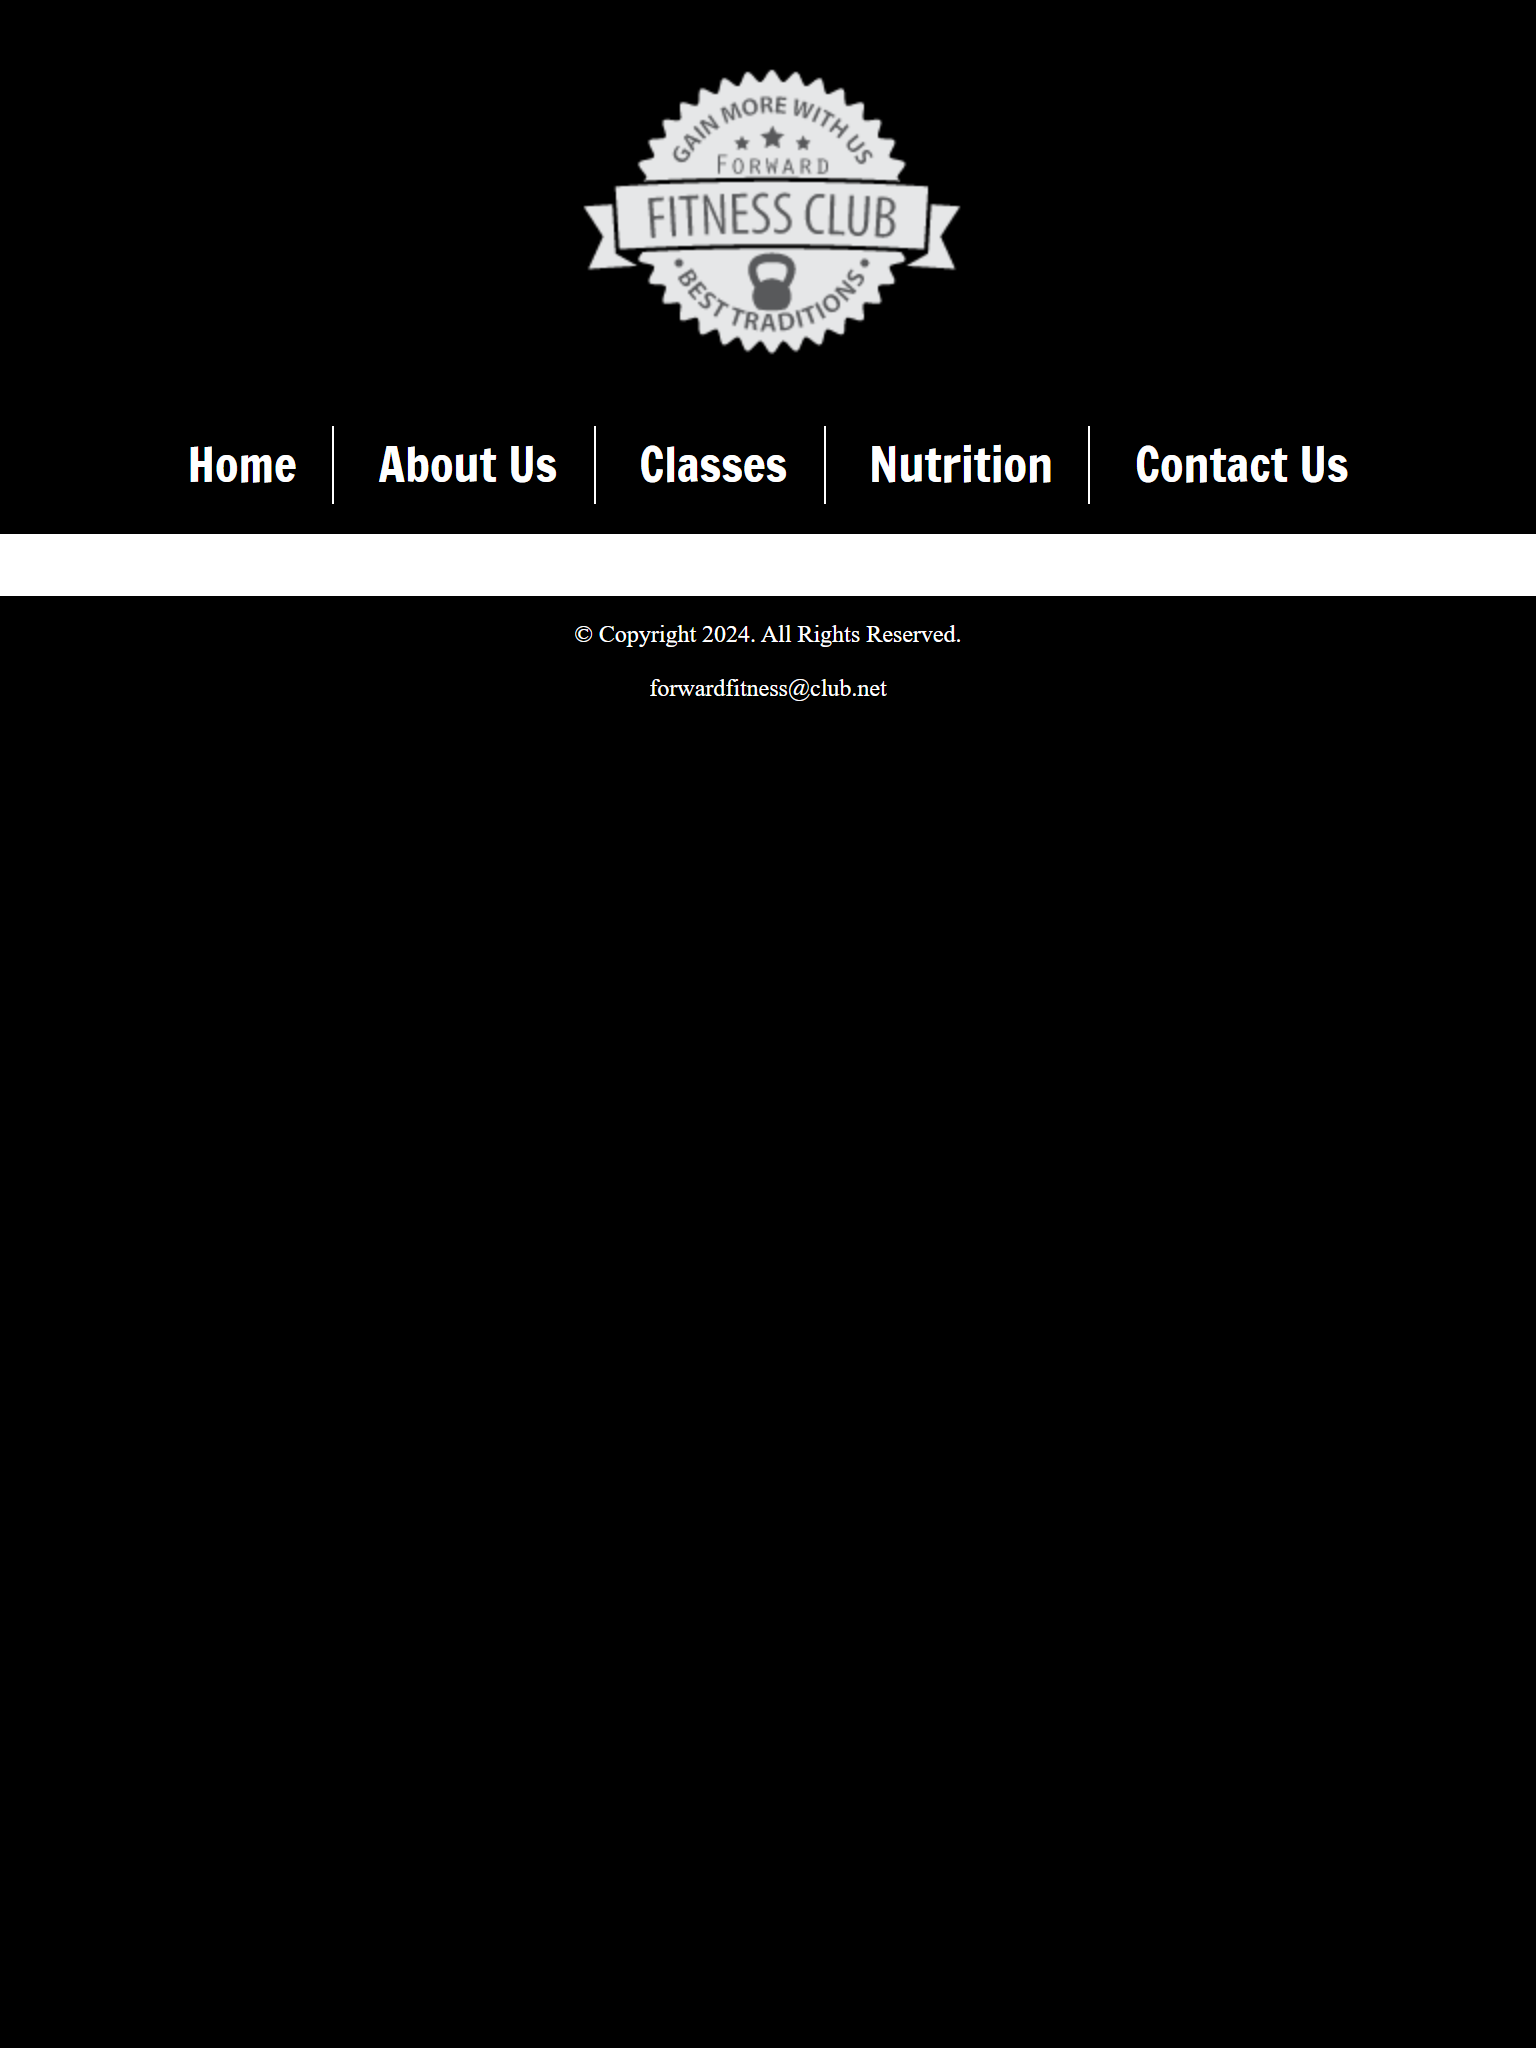 GAIN MORE WITH US
FORWARD
FITNESS CLUB
BEST TRADITIONS
Home About Us Classes Nutrition Contact Us
© Copyright 2024. All Rights Reserved.
forwardfitness@club.net